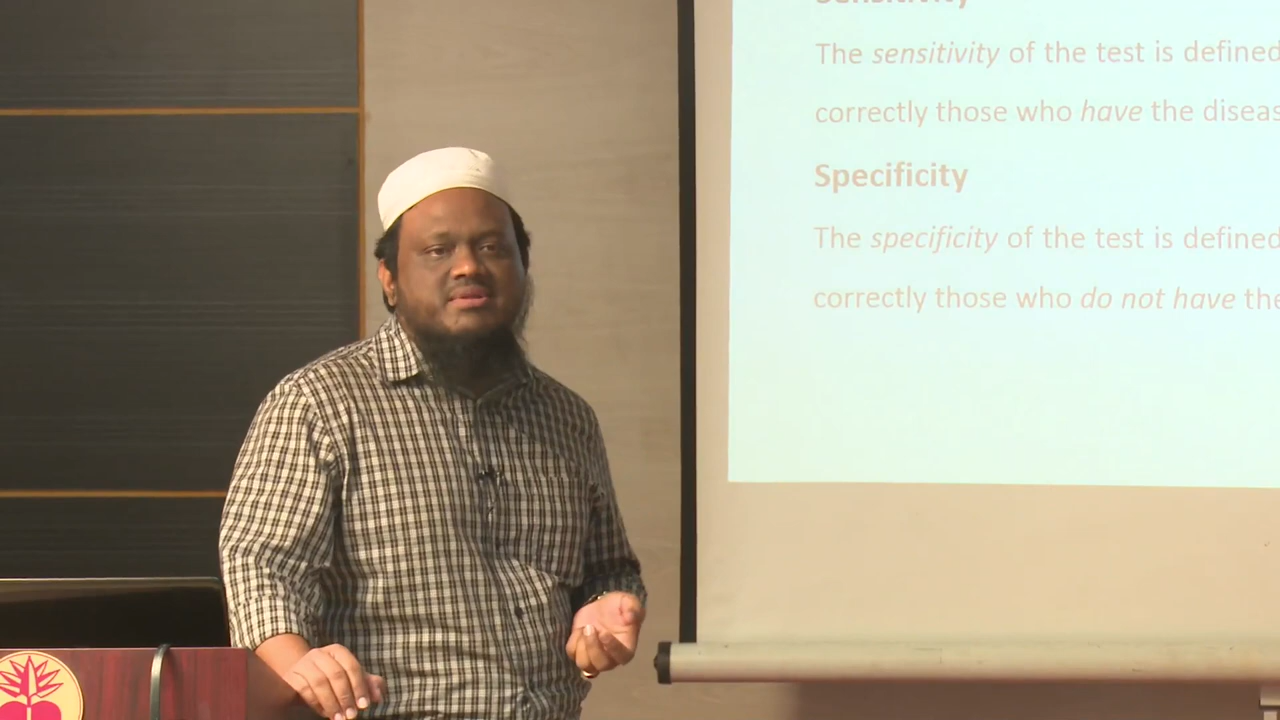 Sensitivity
The sensitivity of the test is defined
correctly those who have the diseas
Specificity
The specificity of the test is defined
correctly those who do not have the